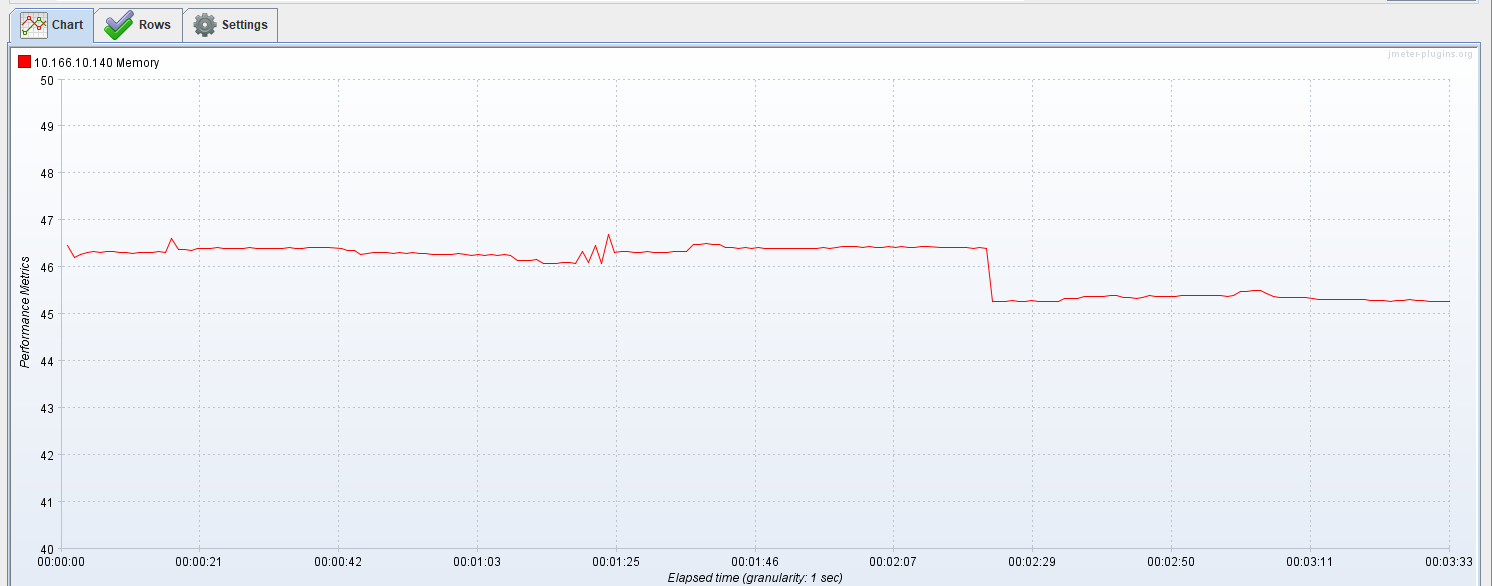 Chart Rows Settings
jmeter-plugins.org
10.166.10.140 Memory
50
49
48
47
46
45
44
43
42
41
40
Performance Metrics
00:00:00 00:00:21 00:00:42 00:01:03 00:01:25 00:01:46 00:02:07 00:02:29 00:02:50 00:03:11 00:03:33
Elapsed time (granularity: 1 sec)